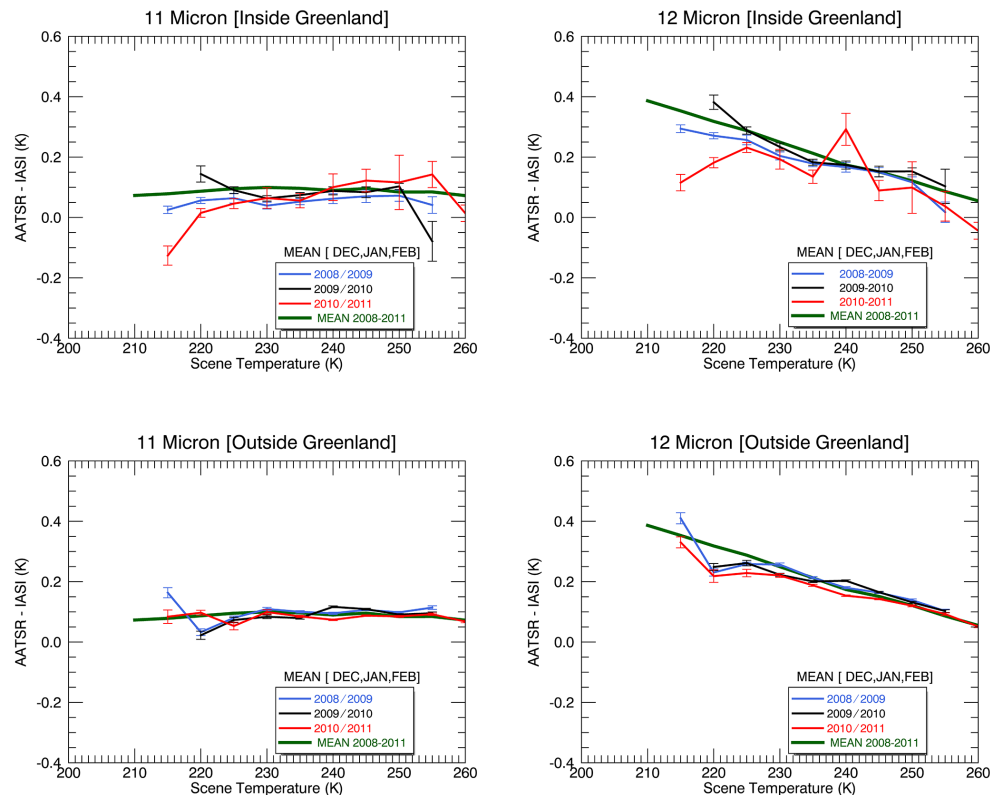 11 Micron [Inside Greenland]
0.6
0.4
0.2
0.0
-0.2
-0.4
AATSR - IASI (K)
MEAN [ DEC,JAN,FEB]
2008/2009
2009/2010
2010/2011
MEAN 2008-2011
200 210 220 230 240 250 260
Scene Temperature (K)
12 Micron [Inside Greenland]
0.6
0.4
0.2
0.0
-0.2
-0.4
AATSR - IASI (K)
MEAN [ DEC,JAN,FEB]
2008-2009
2009-2010
2010-2011
MEAN 2008-2011
200 210 220 230 240 250 260
Scene Temperature (K)
11 Micron [Outside Greenland]
0.6
0.4
0.2
0.0
-0.2
-0.4
AATSR - IASI (K)
MEAN [ DEC,JAN,FEB]
2008/2009
2009/2010
2010/2011
MEAN 2008-2011
200 210 220 230 240 250 260
Scene Temperature (K)
12 Micron [Outside Greenland]
0.6
0.4
0.2
0.0
-0.2
-0.4
AATSR - IASI (K)
MEAN [ DEC,JAN,FEB]
2008/2009
2009/2010
2010/2011
MEAN 2008-2011
200 210 220 230 240 250 260
Scene Temperature (K)